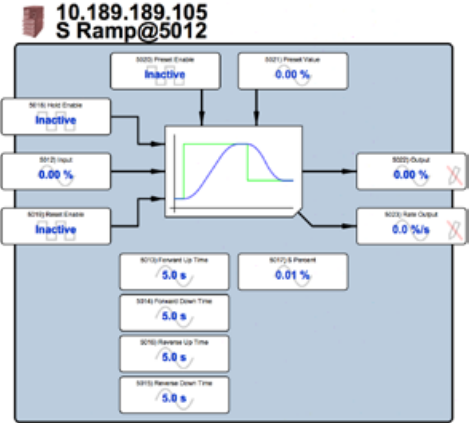 10.189.189.105
S Ramp@5012
5020) Preset Enable
Inactive
5021) Preset Value
0.00 %
5018) Hold Enable
Inactive
5012) Input
0.00 %
5019) Reset Enable
Inactive
5022) Output
0.00 %
5023) Rate Output
0.0 %/s
5013) Forward Up Time
5.0 s
5017) S Percent
0.01 %
5014) Forward Down Time
5.0 s
5016) Reverse Up Time
5.0 s
5015) Reverse Down Time
5.0 s